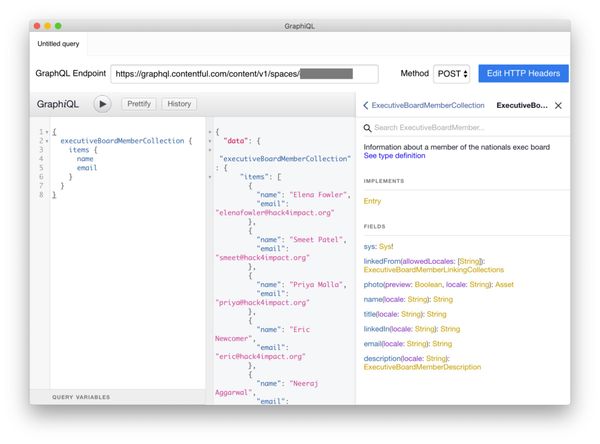 GraphiQL
Untitled query
GraphQL Endpoint
https://graphql.contentful.com/content/v1/spaces/
Method
POST
Edit HTTP Headers
GraphiQL
Prettify
History
1 {
2 executiveBoardMemberCollection {
3 items {
4 name
5 email
6 }
7 }
8 }
QUERY VARIABLES
{
"data": {
"executiveBoardMemberCollection"
: {
"items": [
{
"name": "Elena Fowler",
"email":
"elenafowler@hack4impact.org"
},
{
"name": "Smeet Patel",
"email":
"smeet@hack4impact.org"
},
{
"name": "Priya Malla",
"email":
"priya@hack4impact.org"
},
{
"name": "Eric
Newcomer",
"email":
"eric@hack4impact.org"
},
{
"name": "Neeraj
Aggarwal",
"email":
ExecutiveBoardMemberCollection
ExecutiveBo...
Search ExecutiveBoardMember...
Information about a member of the nationals exec board
See type definition
IMPLEMENTS
Entry
FIELDS
sys: Sys!
linkedFrom(allowedLocales: [String]):
ExecutiveBoardMemberLinkingCollections
photo(preview: Boolean, locale: String): Asset
name(locale: String): String
title(locale: String): String
linkedIn(locale: String): String
email(locale: String): String
description(locale: String):
ExecutiveBoardMemberDescription